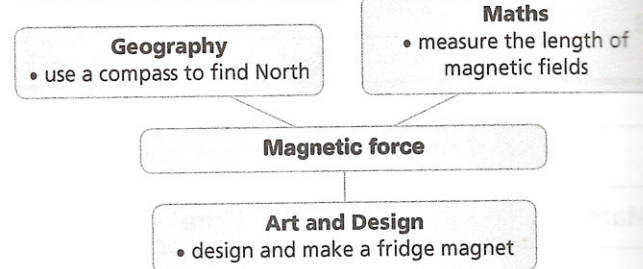 Geography
• use a compass to find North
Maths
• measure the length of
magnetic fields
Magnetic force
Art and Design
• design and make a fridge magnet